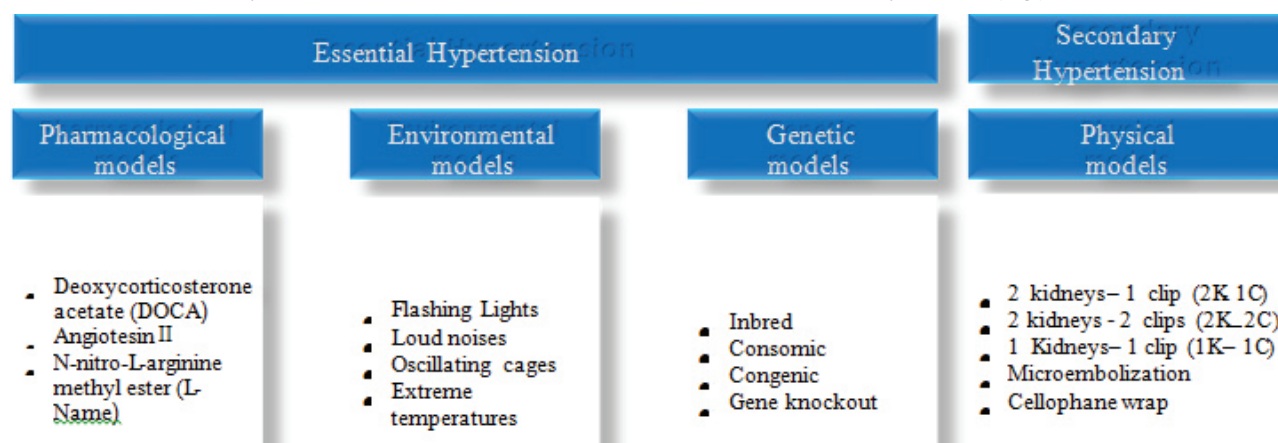 Essential Hypertension
Secondary
Hypertension
Pharmacological
models
Environmental
models
Genetic
models
Physical
models
Deoxycorticosterone
acetate (DOCA)
Angiotesin II
N-nitro-L-arginine
methyl ester (L-
Name)
Flashing Lights
Loud noises
Oscillating cages
Extreme
temperatures
Inbred
Consomic
Congenic
Gene knockout
2 kidneys– 1 clip (2K 1C)
2 kidneys - 2 clips (2K_2C)
1 Kidneys– 1 clip (1K– 1C)
Microembolization
Cellophane wrap